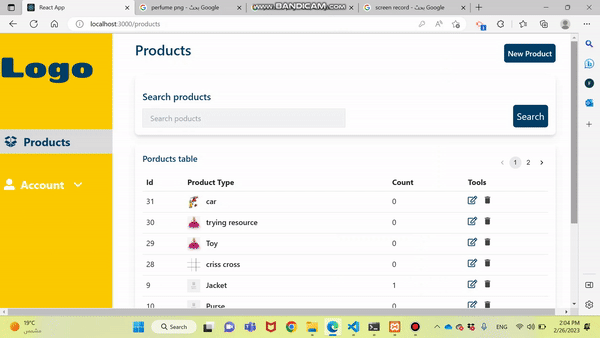 React App
perfume png - بحث Google
WWW.BANDICAM.COM
screen record - بحث Google
localhost:3000/products
Logo
Products
Account
Products
New Product
Search products
Search poducts
Search
Porducts table
1 2
Id Product Type Count Tools
31 car 0
30 trying resource 0
29 Toy 0
28 criss cross 0
9 Jacket 1
10 Purse 0
19°C
مشمس
Search
ENG
2:04 PM
2/26/2023